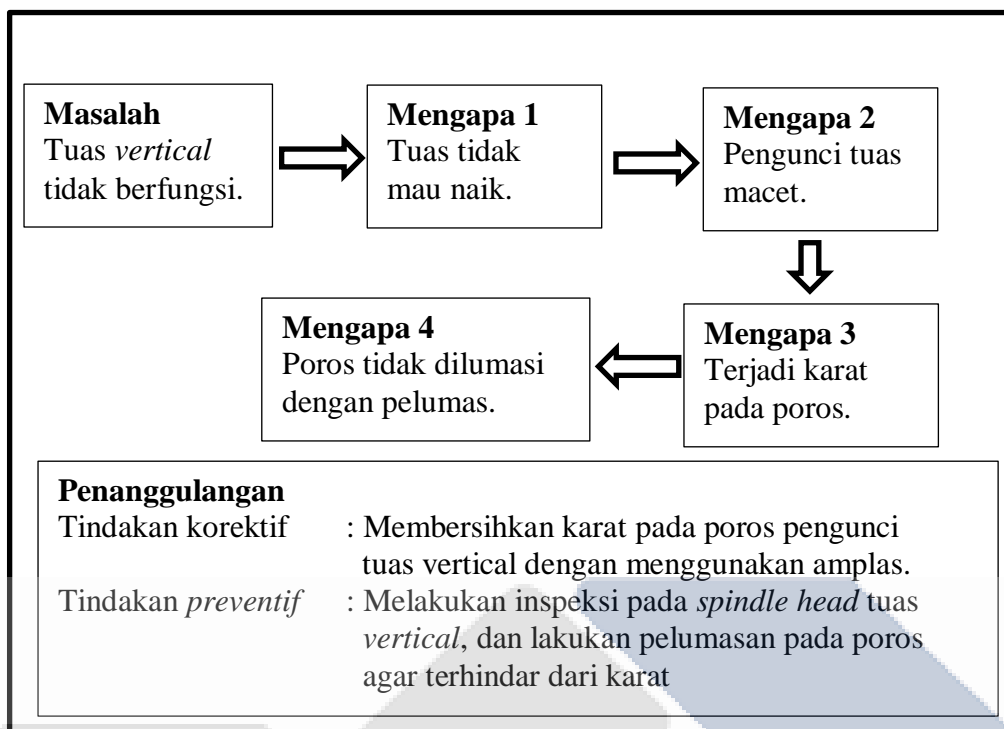 Masalah
Tuas vertical
tidak berfungsi.
Mengapa 1
Tuas tidak
mau naik.
Mengapa 2
Pengunci tuas
macet.
Mengapa 3
Terjadi karat
pada poros.
Mengapa 4
Poros tidak dilumasi
dengan pelumas.
Penanggulangan
Tindakan korektif : Membersihkan karat pada poros pengunci
tuas vertical dengan menggunakan amplas.
Tindakan preventif : Melakukan inspeksi pada spindle head tuas
vertical, dan lakukan pelumasan pada poros
agar terhindar dari karat